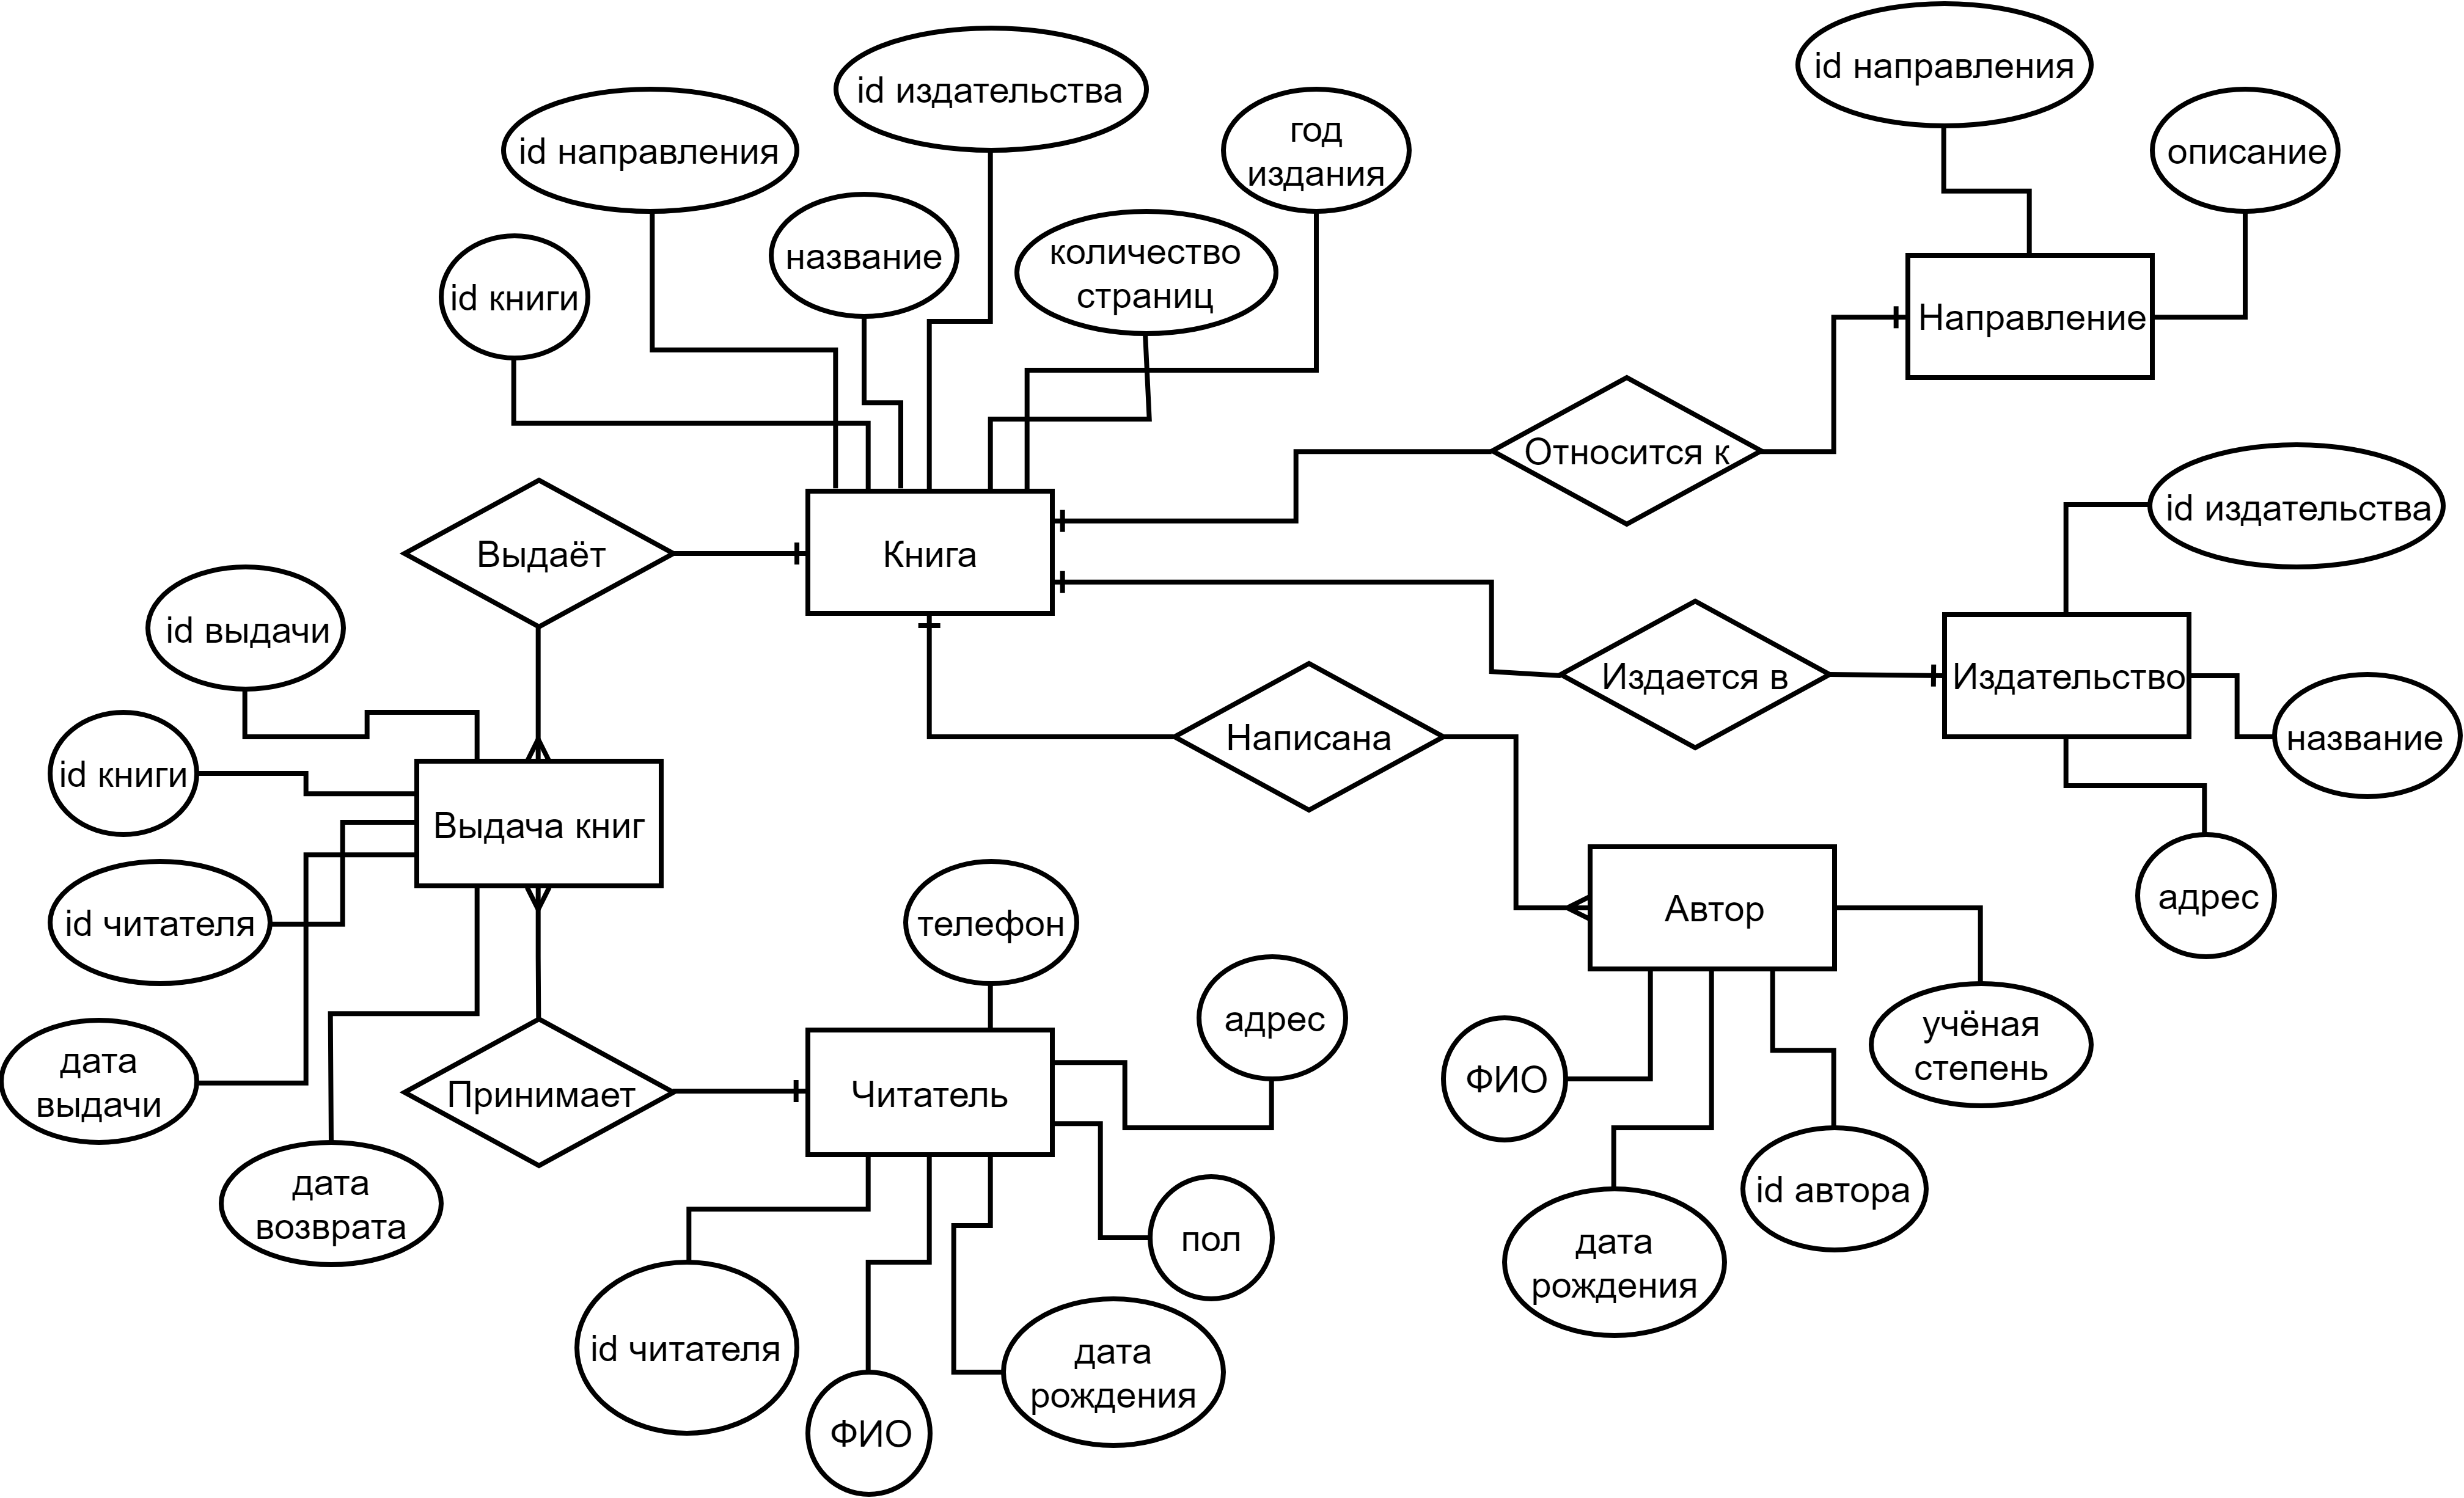 id направления
id издательства
год
издания
id направления
описание
название
количество
страниц
id книги
Направление
Относится к
id издательства
Выдаёт
Книга
id выдачи
Издается в
Издательство
Написана
название
id книги
Выдача книг
адрес
Автор
id читателя
телефон
адрес
учёная
степень
дата
выдачи
Принимает
Читатель
ФИО
id автора
дата
возврата
пол
дата
рождения
id читателя
дата
рождения
ФИО